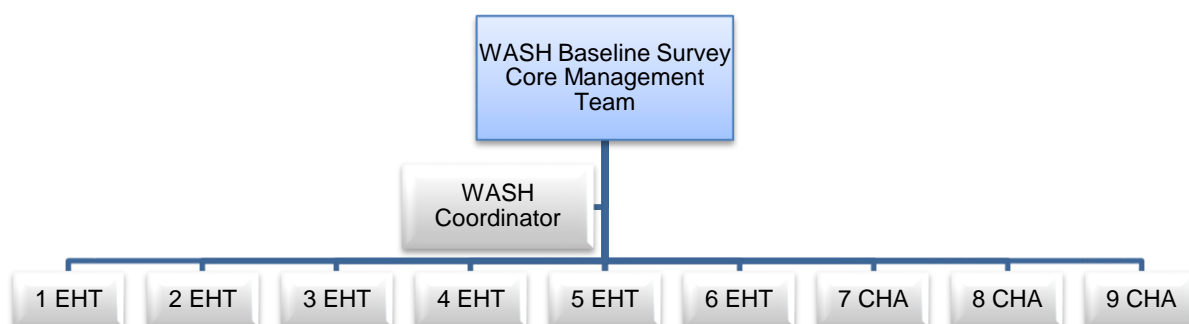 WASH Baseline Survey
Core Management
Team
WASH
Coordinator
1 EHT
2 EHT
3 EHT
4 EHT
5 EHT
6 EHT
7 CHA
8 CHA
9 CHA